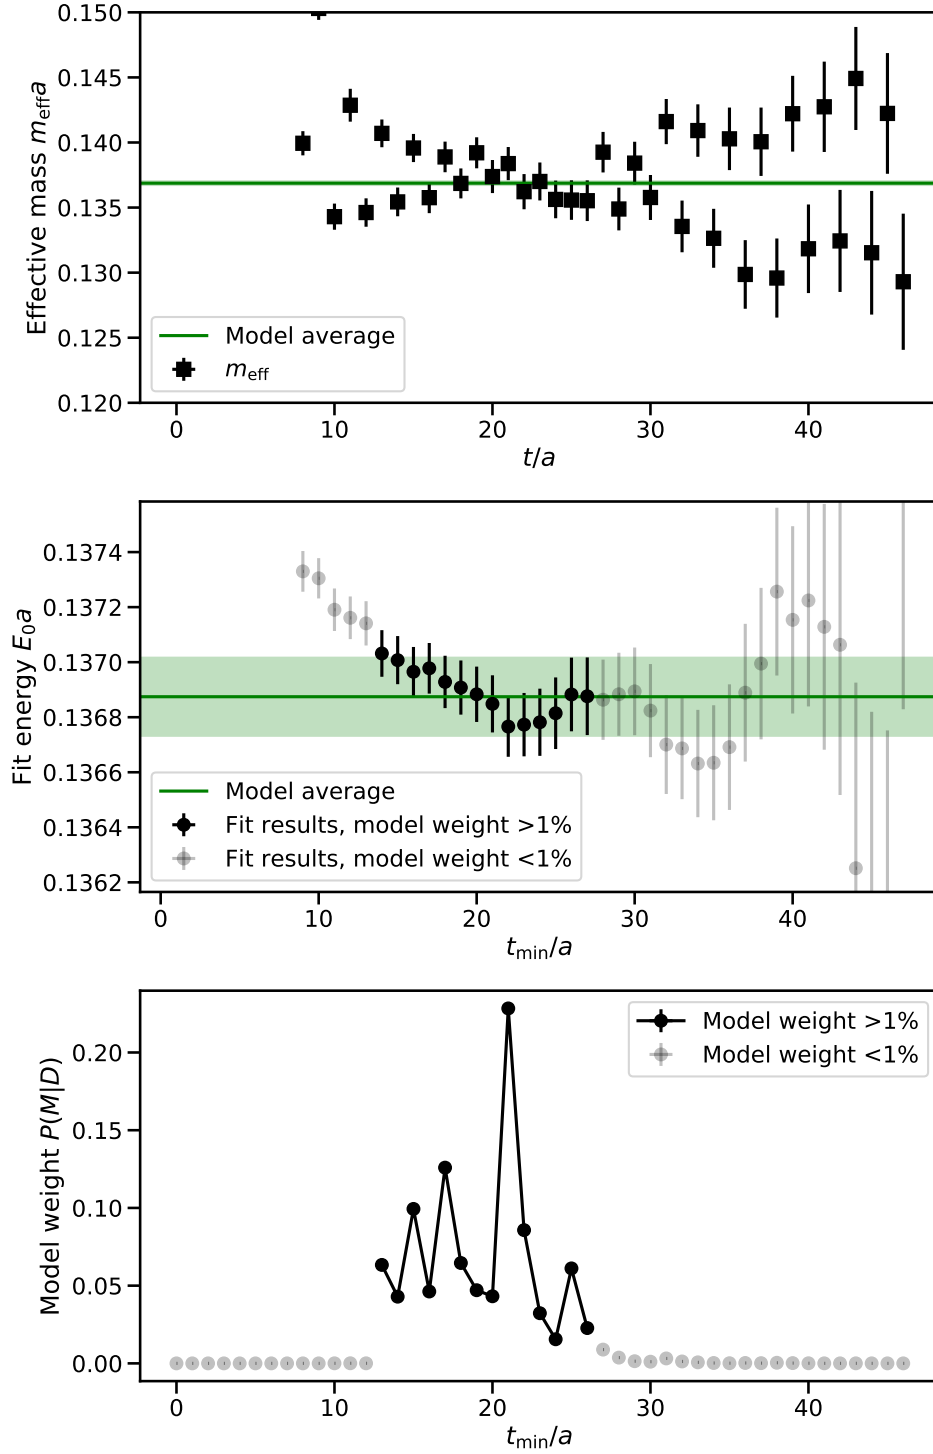 0.150
0.145
0.140
0.135
0.130
0.125
0.120
Effective mass m_eff a
Model average
m_eff
0 10 20 30 40
t/a
0.1374
0.1372
0.1370
0.1368
0.1366
0.1364
0.1362
Fit energy E_0 a
Model average
Fit results, model weight >1%
Fit results, model weight <1%
0 10 20 30 40
t_min/a
0.20
0.15
0.10
0.05
0.00
Model weight P(M|D)
Model weight >1%
Model weight <1%
0 10 20 30 40
t_min/a